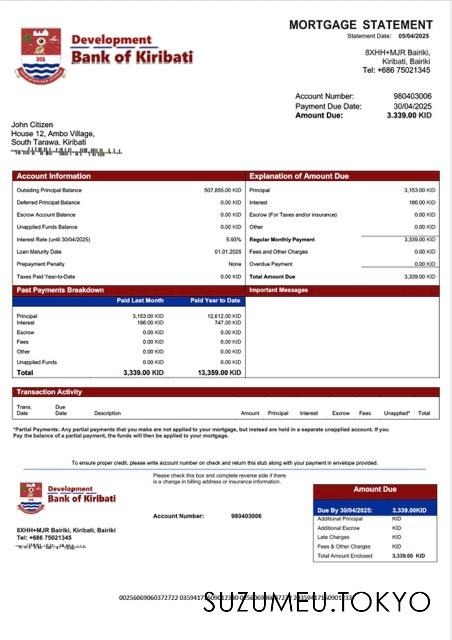 Development
Bank of Kiribati
MORTGAGE STATEMENT
Statement Date: 05/04/2025
8XHH+MJR Bairiki,
Kiribati, Bairiki
Tel: +686 75021345
Account Number: 980403006
Payment Due Date: 30/04/2025
Amount Due: 3.339.00 KID
John Citizen
House 12, Ambo Village,
South Tarawa, Kiribati
Account Information
Outsiding Principal Balance 507,855.00 KID
Deferred Principal Balance 0.00 KID
Escrow Account Balance 0.00 KID
Unapplied Funds Balance 0.00 KID
Interest Rate (until 30/04/2025) 5.93%
Loan Maturity Date 01.01.2025
Prepayment Penalty None
Taxes Paid Year-to-Date 0.00 KID
Explanation of Amount Due
Principal 3,153.00 KID
Interest 186.00 KID
Escrow (For Taxes and/or insurance) 0.00 KID
Other 0.00 KID
Regular Monthly Payment 3,339.00 KID
Fees and Other Charges 0.00 KID
Overdue Payment 0.00 KID
Total Amount Due 3,339.00 KID
Past Payments Breakdown
Paid Last Month Paid Year to Date
Principal 3,153.00 KID 12,612.00 KID
Interest 186.00 KID 747.00 KID
Escrow 0.00 KID 0.00 KID
Fees 0.00 KID 0.00 KID
Other 0.00 KID 0.00 KID
Unapplied Funds 0.00 KID 0.00 KID
Total 3,339.00 KID 13,359.00 KID
Important Messages
Transaction Activity
Trans. Date Due Date Description Amount Principal Interest Escrow Fees Unapplied* Total
*Partial Payments: Any partial payments that you make are not applied to your mortgage, but instead are held in a separate unapplied account. If you
Pay the balance of a partial payment, the funds will then be applied to your mortgage.
To ensure proper credit, please write account number on check and return this stub along with your payment in envelope provided.
Development
Bank of Kiribati
Please check this box and complete reverse side if there
is a change in billing address or insurance information.
8XHH+MJR Bairiki, Kiribati, Bairiki
Tel: +686 75021345
Account Number: 980403006
Amount Due
Due By 30/04/2025: 3,339.00KID
Additional Principal KID
Additional Escrow KID
Late Charges KID
Fees & Other Charges KID
Total Amount Enclosed 3,339.00 KID
SUZUMEU.TOKYO